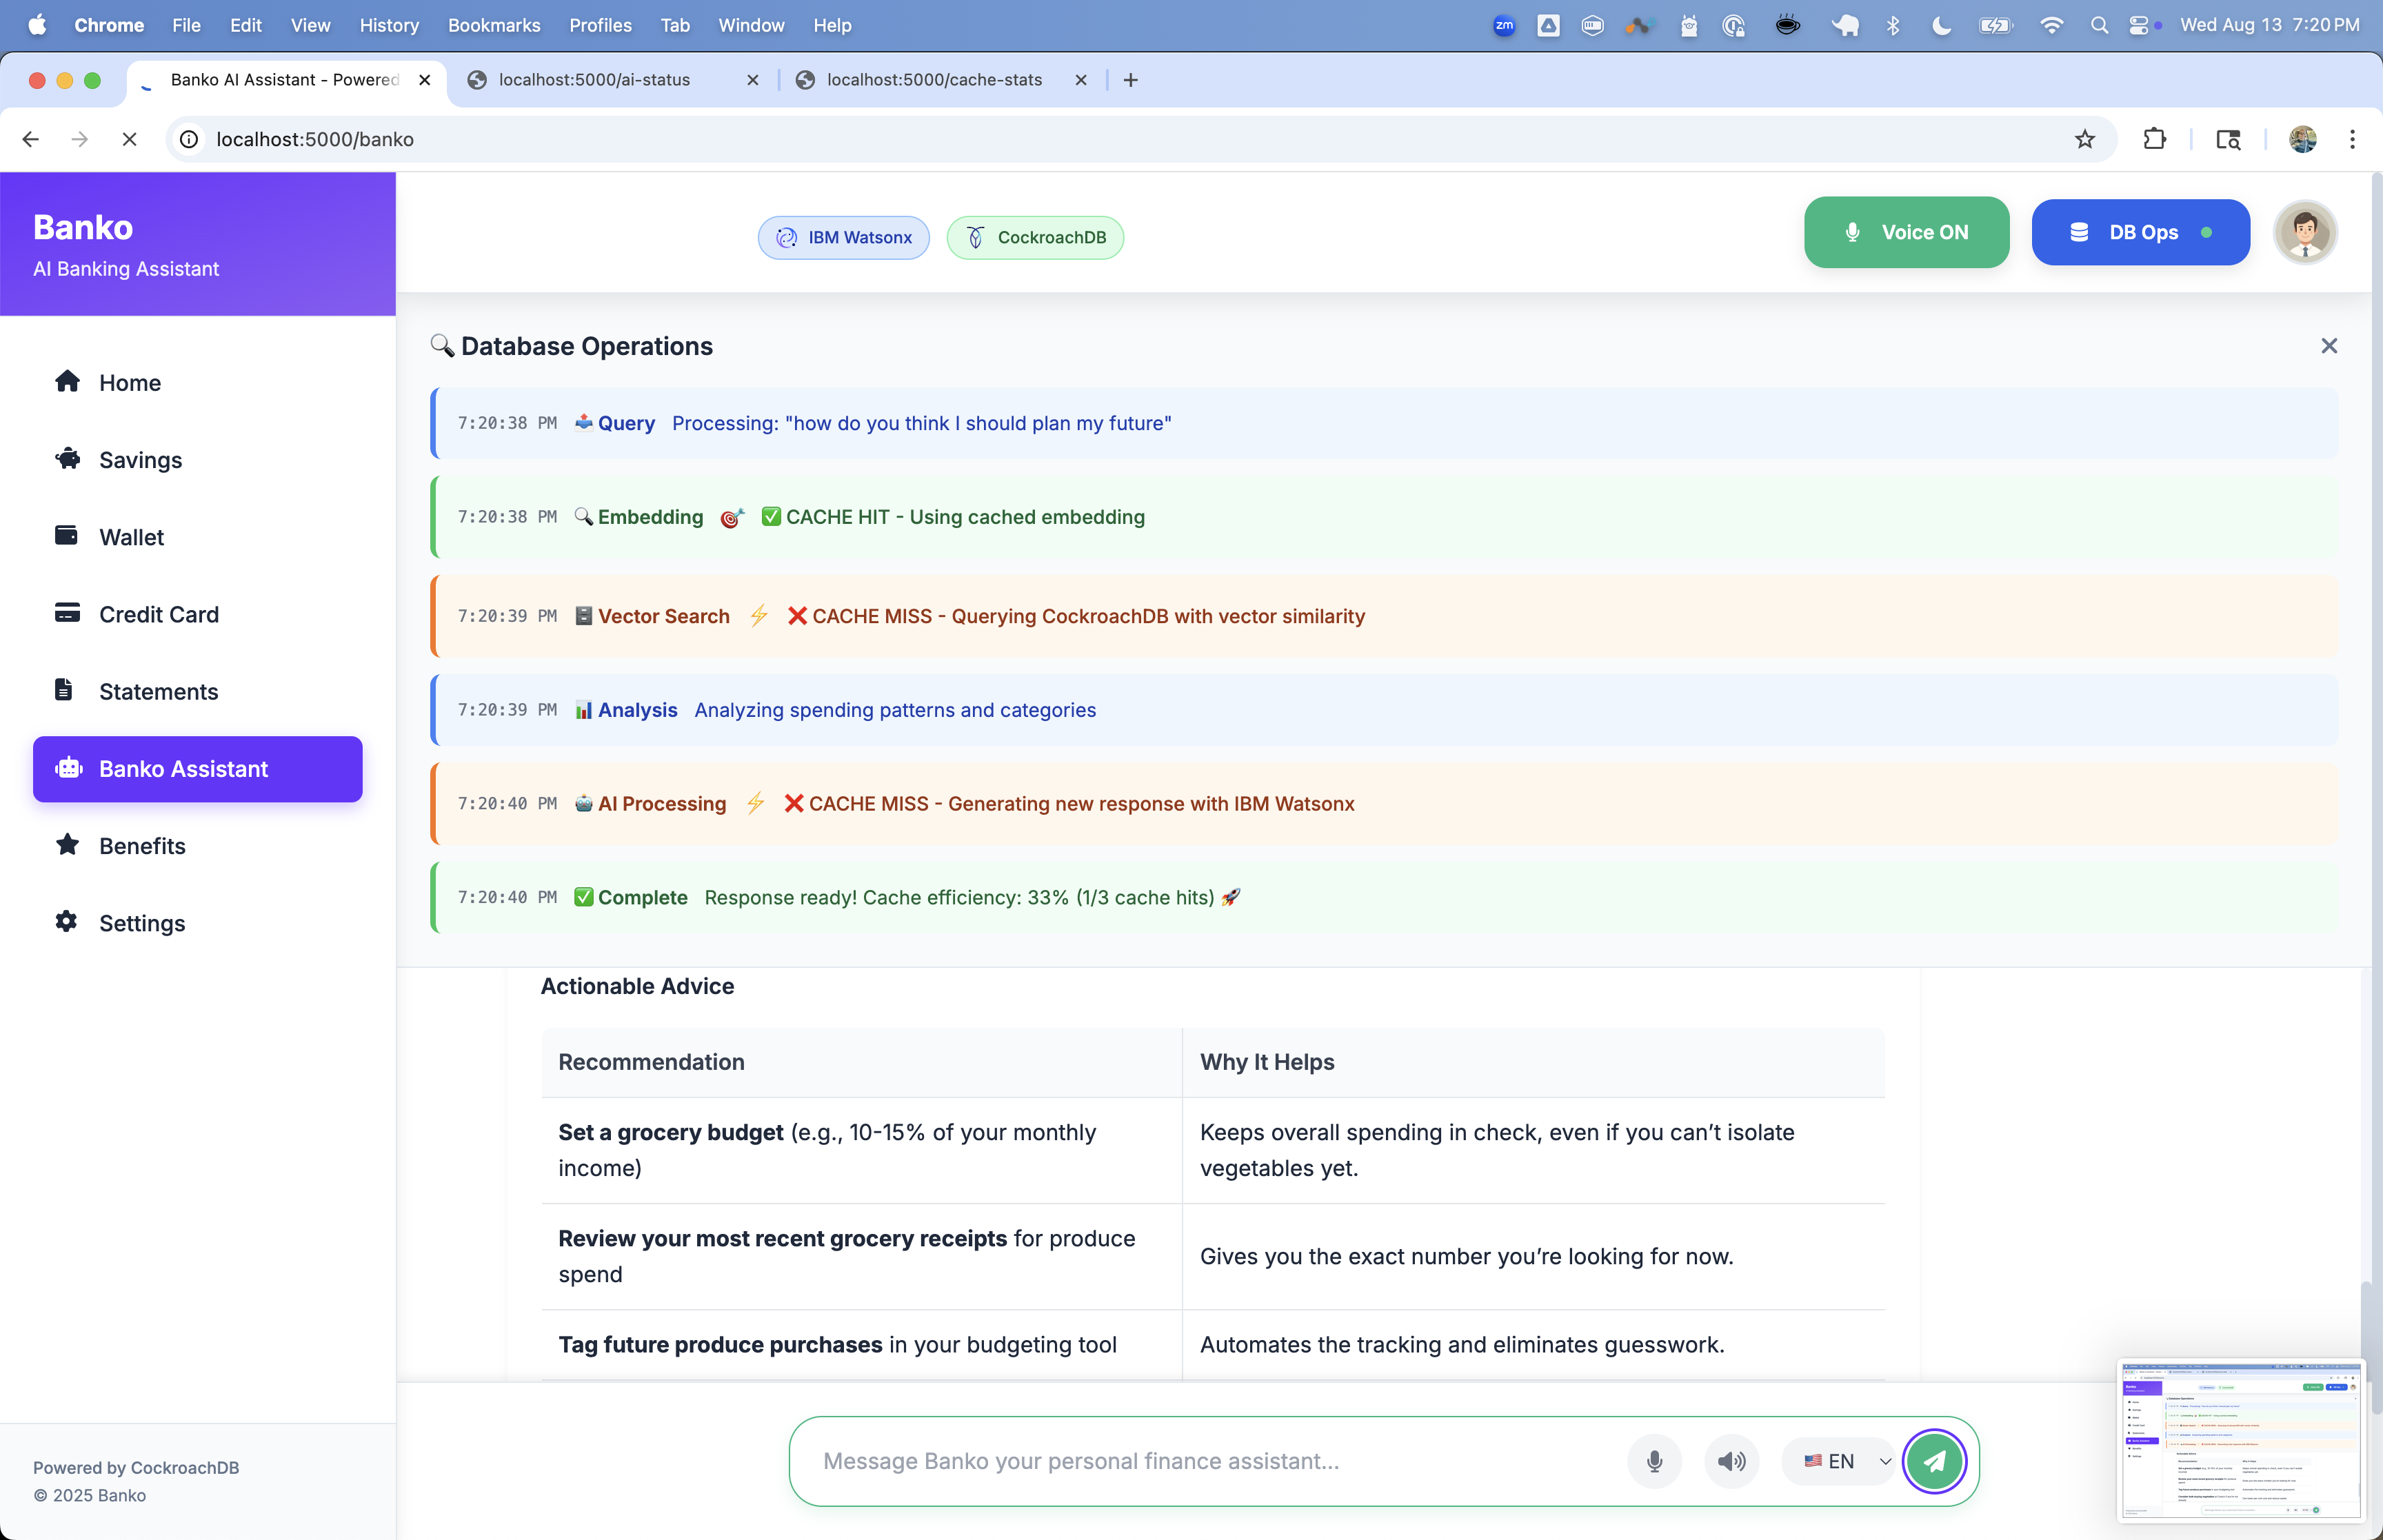 Chrome File Edit View History Bookmarks Profiles Tab Window Help zm Wed Aug 13 7:20 PM
Banko AI Assistant - Powered localhost:5000/ai-status localhost:5000/cache-stats
localhost:5000/banko
Banko
AI Banking Assistant
Home
Savings
Wallet
Credit Card
Statements
Banko Assistant
Benefits
Settings
Powered by CockroachDB
© 2025 Banko
IBM Watsonx CockroachDB Voice ON DB Ops
🔍 Database Operations
7:20:38 PM 📤 Query Processing: "how do you think I should plan my future"
7:20:38 PM 🔍 Embedding 🎯 ✅ CACHE HIT - Using cached embedding
7:20:39 PM 🗄️ Vector Search ⚡ ❌ CACHE MISS - Querying CockroachDB with vector similarity
7:20:39 PM 📊 Analysis Analyzing spending patterns and categories
7:20:40 PM 🤖 AI Processing ⚡ ❌ CACHE MISS - Generating new response with IBM Watsonx
7:20:40 PM ✅ Complete Response ready! Cache efficiency: 33% (1/3 cache hits) 🚀
Actionable Advice
Recommendation Why It Helps
Set a grocery budget (e.g., 10-15% of your monthly
income)
Keeps overall spending in check, even if you can’t isolate
vegetables yet.
Review your most recent grocery receipts for produce
spend
Gives you the exact number you’re looking for now.
Tag future produce purchases in your budgeting tool Automates the tracking and eliminates guesswork.
Message Banko your personal finance assistant... 🇺🇸 EN